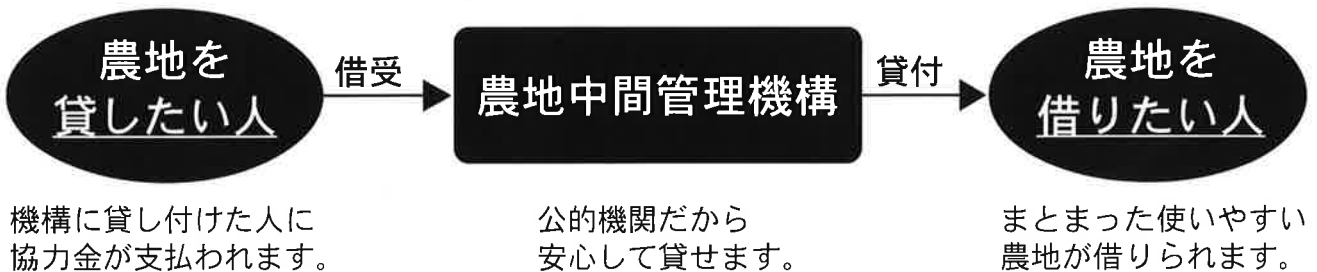 農地を
貸したい人
借受
農地中間管理機構
貸付
農地を
借りたい人
機構に貸し付けた人に
協力金が支払われます。
公的機関だから
安心して貸せます。
まとまった使いやすい
農地が借りられます。